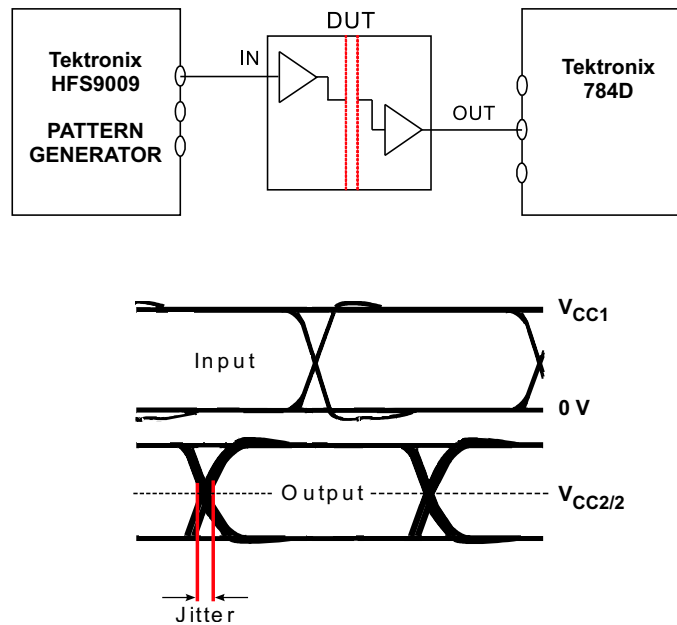 DUT
Tektronix
HFS9009
IN
PATTERN
GENERATOR
OUT
Tektronix
784D
VCC1
Input
0 V
Output
VCC2/2
Jitter